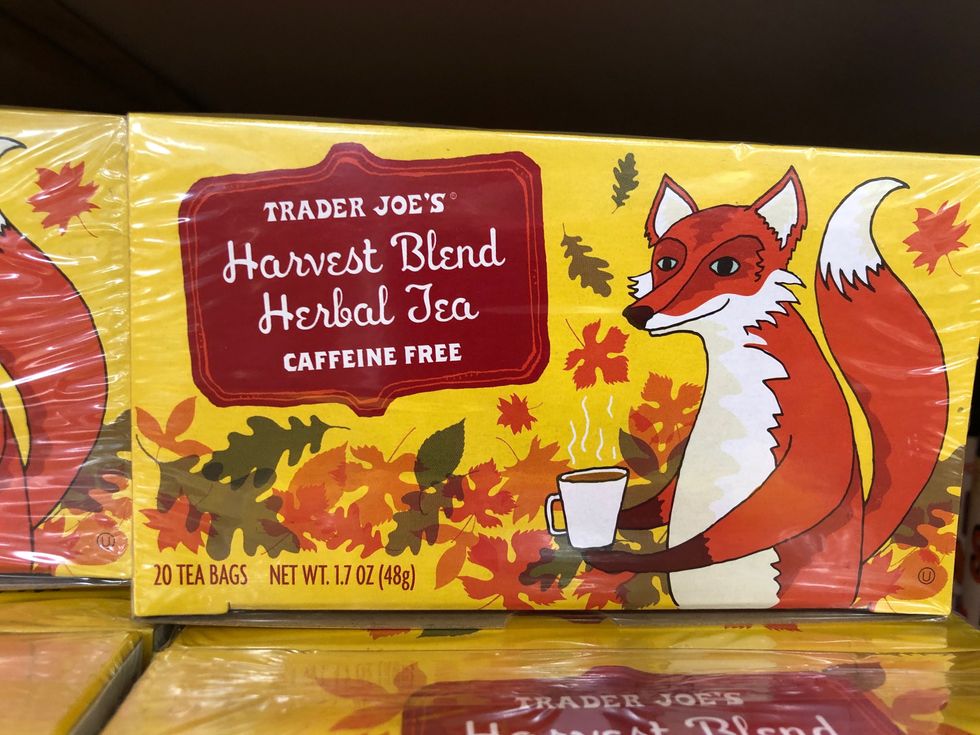 TRADER JOE'S®
Harvest Blend
Herbal Tea
CAFFEINE FREE
20 TEA BAGS NET WT. 1.7 OZ (48g)
U
U
TRADER JOE'S
Harvest Blend